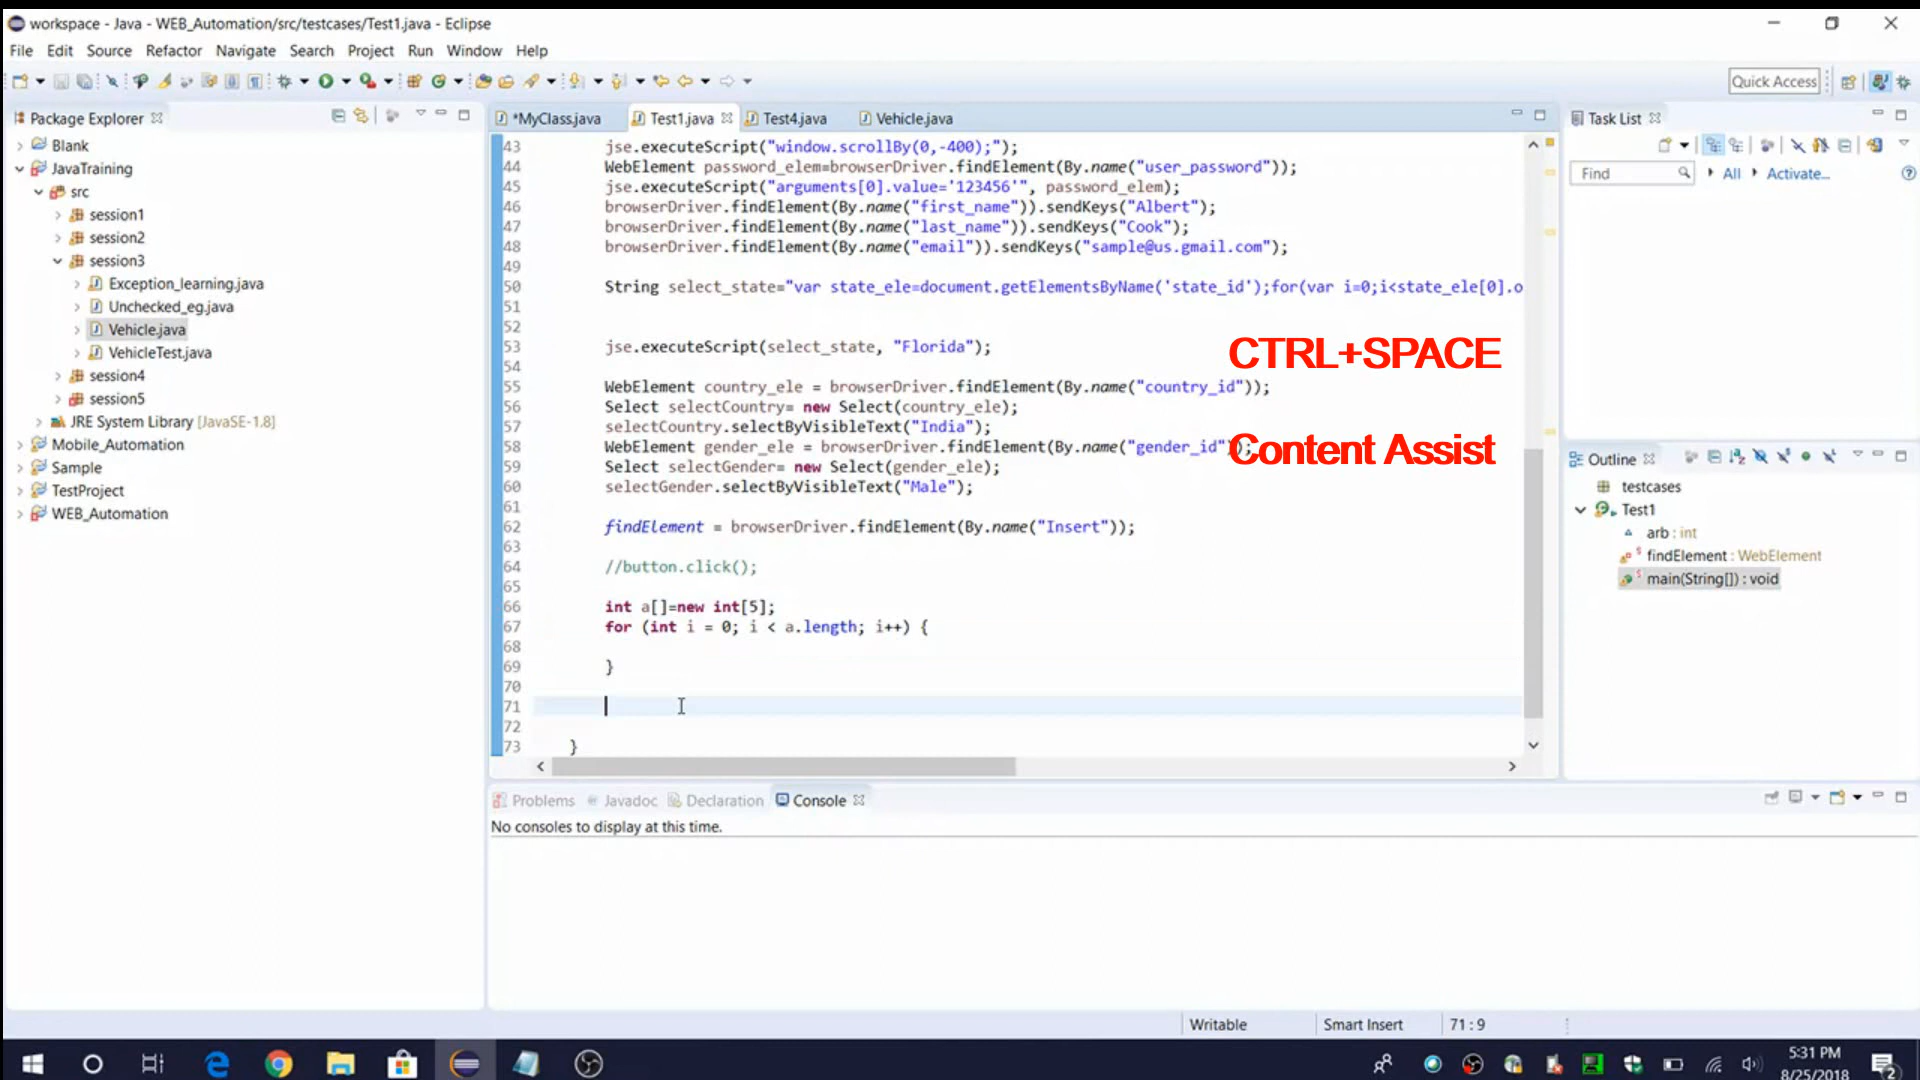 workspace - Java - WEB_Automation/src/testcases/Test1.java - Eclipse
File Edit Source Refactor Navigate Search Project Run Window Help
Quick Access
Package Explorer
Blank
JavaTraining
src
session1
session2
session3
Exception_learning.java
Unchecked_eg.java
Vehicle.java
VehicleTest.java
session4
session5
JRE System Library [JavaSE-1.8]
Mobile_Automation
Sample
TestProject
WEB_Automation
*MyClass.java Test1.java Test4.java Vehicle.java
43 jse.executeScript("window.scrollBy(0,-400);");
44 WebElement password_elem=browserDriver.findElement(By.name("user_password"));
45 jse.executeScript("arguments[0].value='123456'", password_elem);
46 browserDriver.findElement(By.name("first_name")).sendKeys("Albert");
47 browserDriver.findElement(By.name("last_name")).sendKeys("Cook");
48 browserDriver.findElement(By.name("email")).sendKeys("sample@us.gmail.com");
49
50 String select_state="var state_ele=document.getElementsByName('state_id');for(var i=0;i<state_ele[0].o
51
52
53 jse.executeScript(select_state, "Florida");
54
55 WebElement country_ele = browserDriver.findElement(By.name("country_id"));
56 Select selectCountry= new Select(country_ele);
57 selectCountry.selectByVisibleText("India");
58 WebElement gender_ele = browserDriver.findElement(By.name("gender_id"));
59 Select selectGender= new Select(gender_ele);
60 selectGender.selectByVisibleText("Male");
61
62 findElement = browserDriver.findElement(By.name("Insert"));
63
64 //button.click();
65
66 int a[]=new int[5];
67 for (int i = 0; i < a.length; i++) {
68
69 }
70
71
72
73 }
CTRL+SPACE
Content Assist
Task List
Find All Activate...
Outline
testcases
Test1
arb : int
findElement : WebElement
main(String[]) : void
Problems Javadoc Declaration Console
No consoles to display at this time.
Writable Smart Insert 71 : 9
5:31 PM
8/25/2018
2